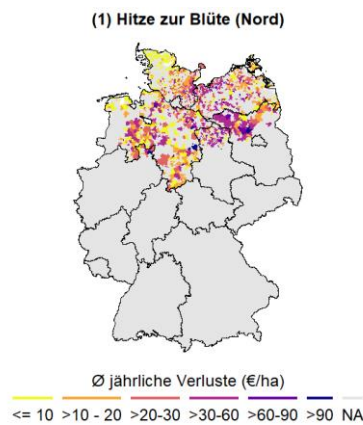 (1) Hitze zur Blüte (Nord)
Ø jährliche Verluste (€/ha)
<= 10 >10 - 20 >20-30 >30-60 >60-90 >90 NA